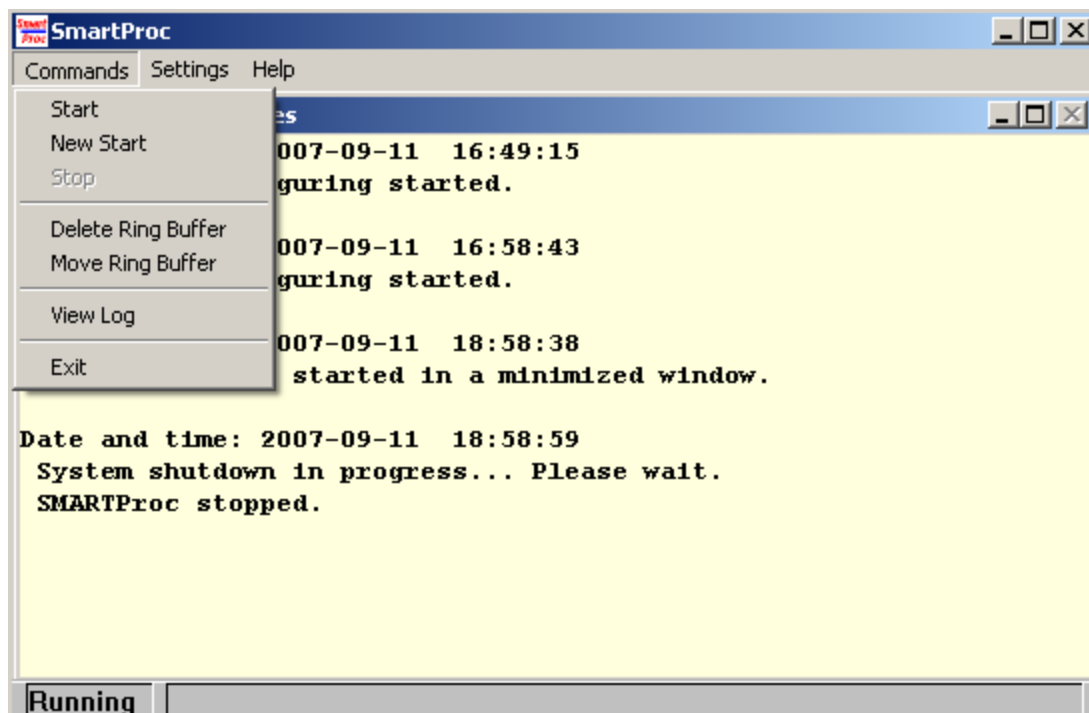 Smart
Proc
SmartProc
Commands Settings Help
Start
New Start
Stop
Delete Ring Buffer
Move Ring Buffer
View Log
Exit
es
007-09-11 16:49:15
guring started.
007-09-11 16:58:43
guring started.
007-09-11 18:58:38
started in a minimized window.
Date and time: 2007-09-11 18:58:59
System shutdown in progress... Please wait.
SMARTProc stopped.
Running